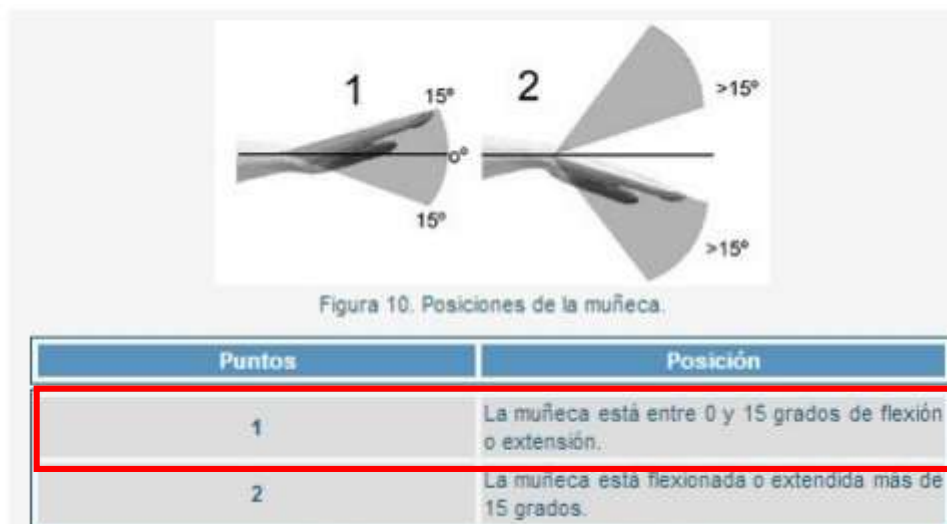 1 15º 2 >15º
0º
15º
>15º
Figura 10. Posiciones de la muñeca.
Puntos Posición
1 La muñeca está entre 0 y 15 grados de flexión
o extensión.
2 La muñeca está flexionada o extendida más de
15 grados.